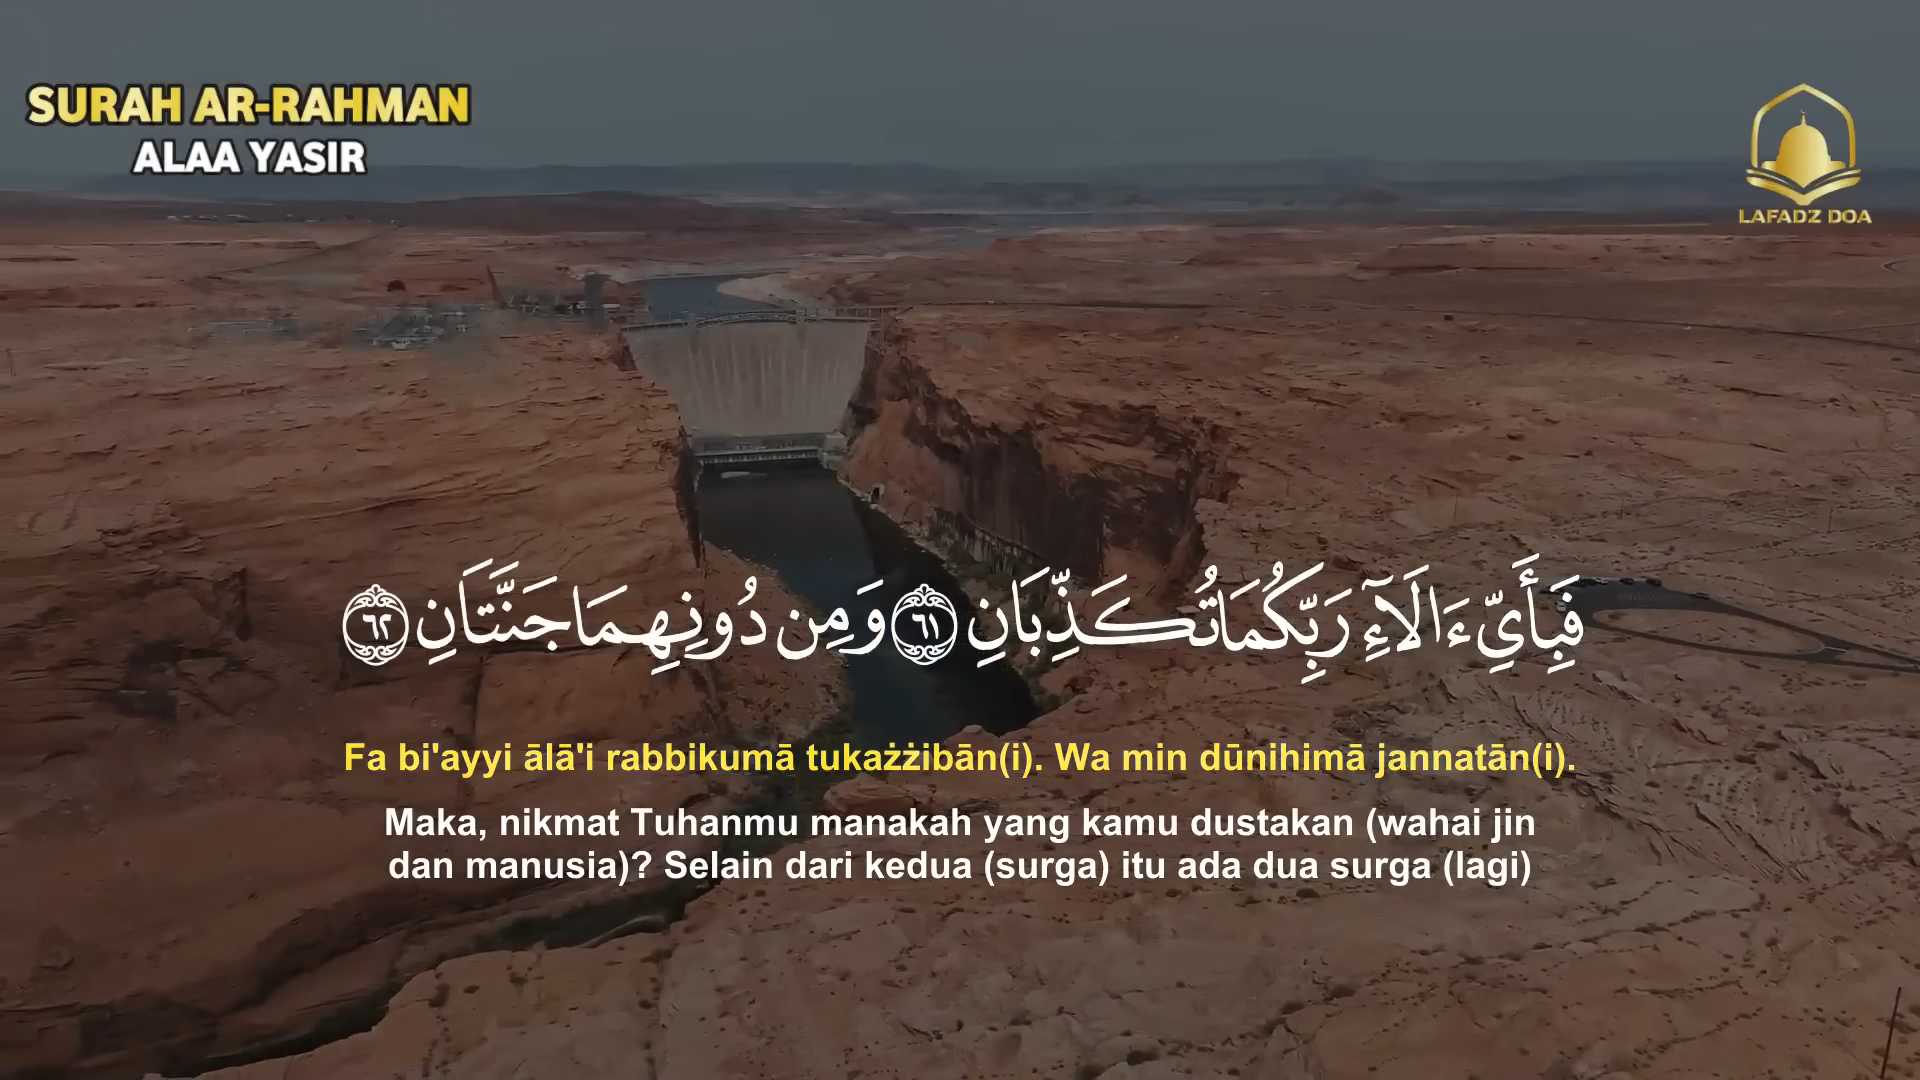 SURAH AR-RAHMAN
ALAA YASIR
LAFADZ DOA
فَبِأَيِّ ءَالَآءِ رَبِّكُمَا تُكَذِّبَانِ ٦١ وَمِن دُونِهِمَا جَنَّتَانِ ٦٢
Fa bi'ayyi ālā'i rabbikumā tukażżibān(i). Wa min dūnihimā jannatān(i).
Maka, nikmat Tuhanmu manakah yang kamu dustakan (wahai jin
dan manusia)? Selain dari kedua (surga) itu ada dua surga (lagi)